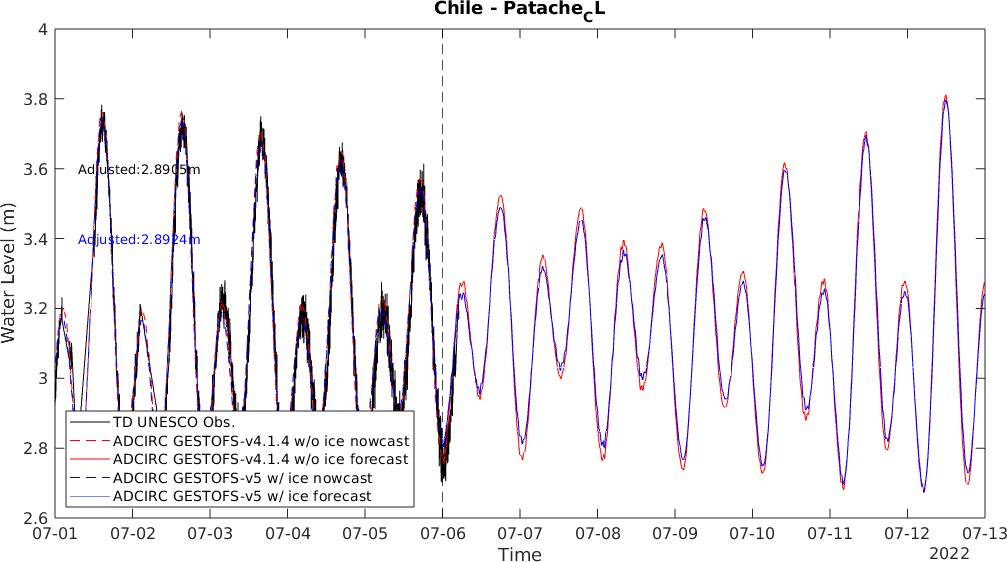 Chile - Patache_CL
4
3.8
3.6
3.4
3.2
3
2.8
2.6
Water Level (m)
Adjusted:2.8905m
Adjusted:2.8924m
TD UNESCO Obs.
ADCIRC GESTOFS-v4.1.4 w/o ice nowcast
ADCIRC GESTOFS-v4.1.4 w/o ice forecast
ADCIRC GESTOFS-v5 w/ ice nowcast
ADCIRC GESTOFS-v5 w/ ice forecast
07-01 07-02 07-03 07-04 07-05 07-06 07-07 07-08 07-09 07-10 07-11 07-12 07-13
Time
2022